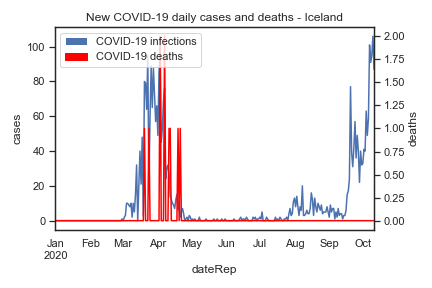 New COVID-19 daily cases and deaths - Iceland
COVID-19 infections
COVID-19 deaths
100
80
60
40
20
0
cases
2.00
1.75
1.50
1.25
1.00
0.75
0.50
0.25
0.00
deaths
Jan Feb Mar Apr May Jun Jul Aug Sep Oct
2020
dateRep